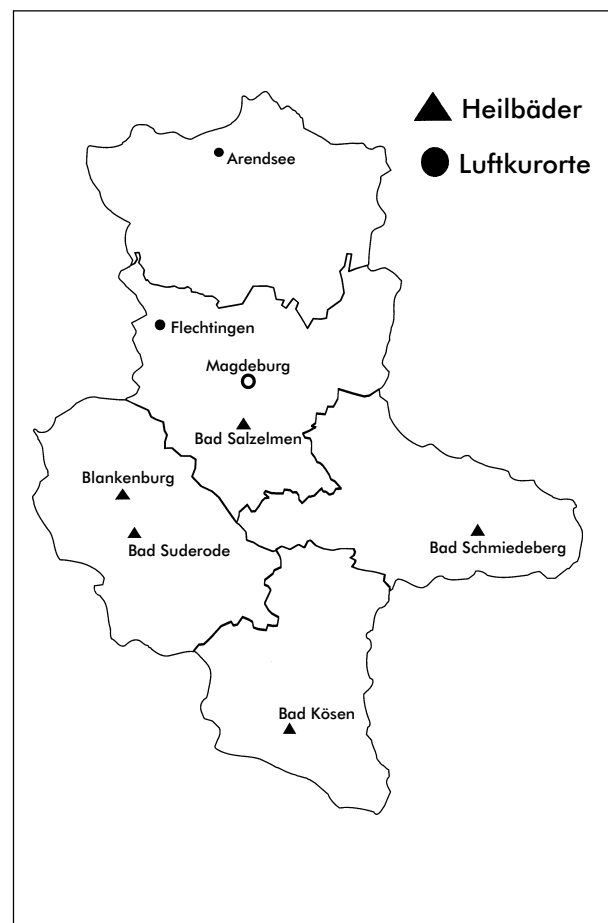 Heilbäder
Luftkurorte
Arendsee
Flechtingen
Magdeburg
Bad Salzelmen
Blankenburg
Bad Suderode
Bad Schmiedeberg
Bad Kösen